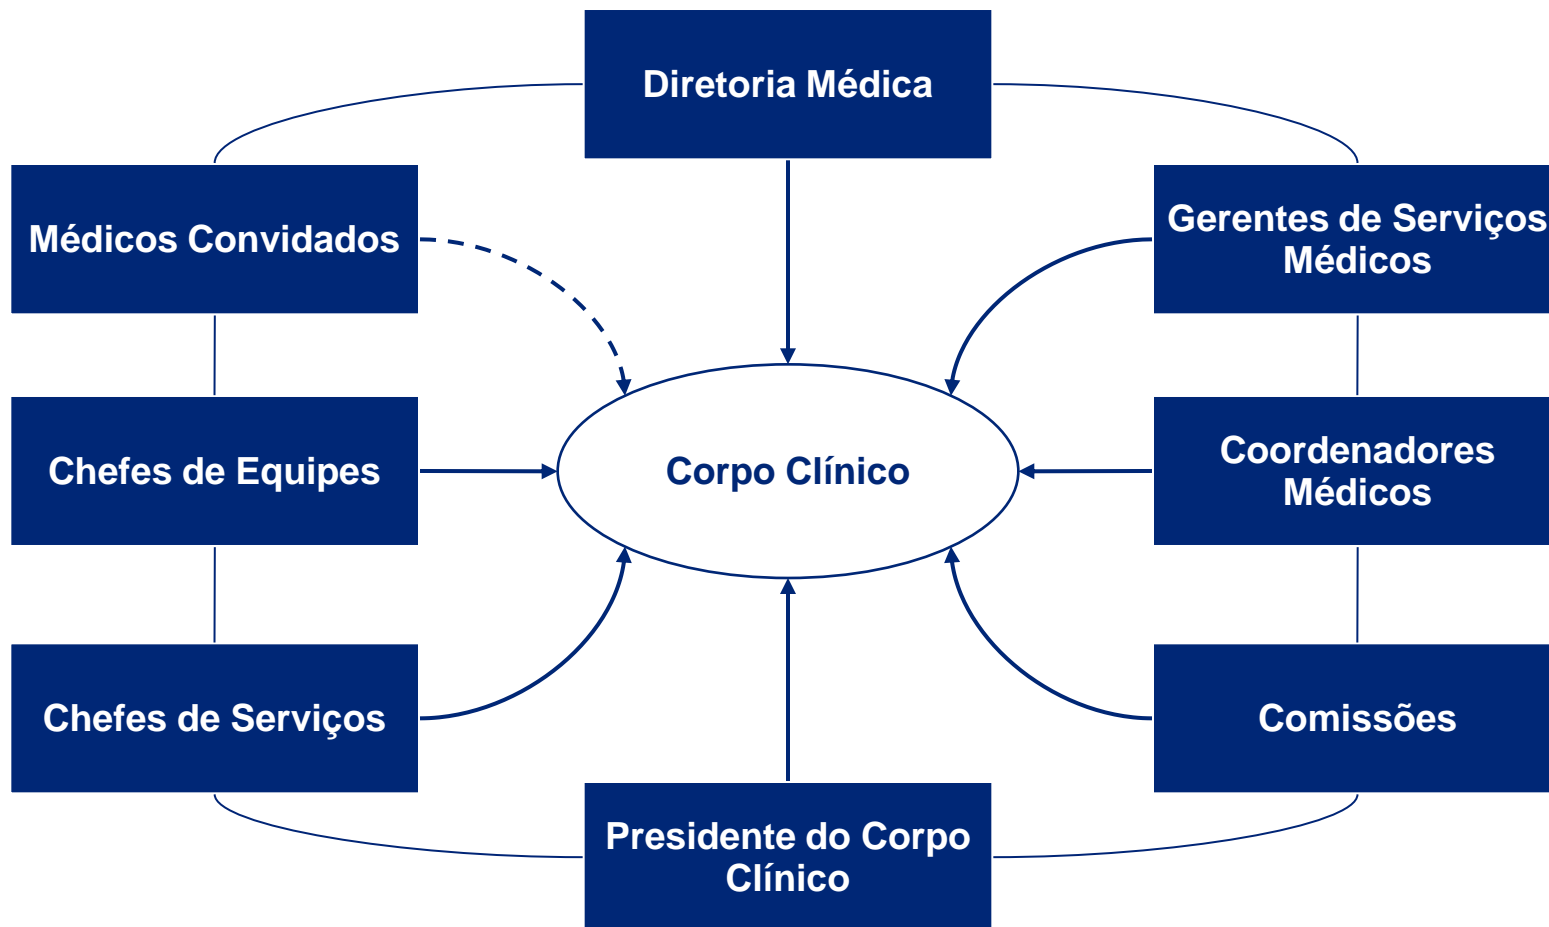 Diretoria Médica
Médicos Convidados
Gerentes de Serviços
Médicos
Chefes de Equipes
Corpo Clínico
Coordenadores
Médicos
Chefes de Serviços
Comissões
Presidente do Corpo
Clínico